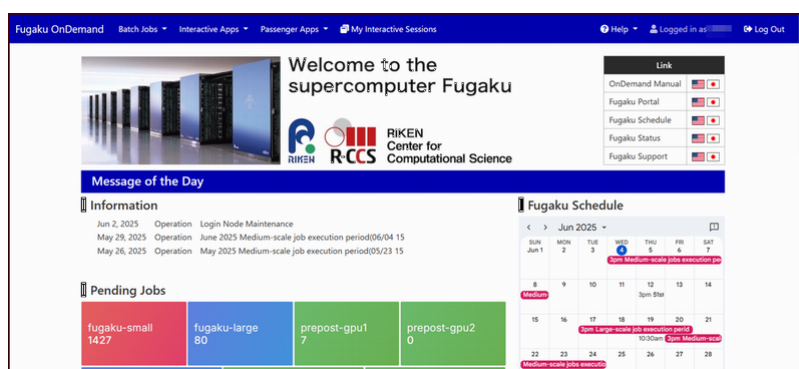 Fugaku OnDemand Batch Jobs Interactive Apps Passenger Apps My Interactive Sessions Help Logged in as Log Out
Welcome to the
supercomputer Fugaku
RIKEN
R-CCS
RIKEN
Center for
Computational Science
Link
OnDemand Manual
Fugaku Portal
Fugaku Schedule
Fugaku Status
Fugaku Support
Message of the Day
Information
Jun 2, 2025 Operation Login Node Maintenance
May 29, 2025 Operation June 2025 Medium-scale job execution period(06/04 15
May 26, 2025 Operation May 2025 Medium-scale job execution period(05/23 15
Pending Jobs
fugaku-small
1427
fugaku-large
80
prepost-gpu1
7
prepost-gpu2
0
Fugaku Schedule
Jun 2025
SUN MON TUE WED THU FRI SAT
Jun 1 2 3 4 5 6 7
3pm Medium-scale jobs execution pe
8 9 10 11 12 13 14
Medium-
3pm
15 16 17 18 19 20 21
3pm Large-scale job execution perid
10:30am 3pm Medium-scal
22 23 24 25 26 27 28
Medium-scale jobs executio